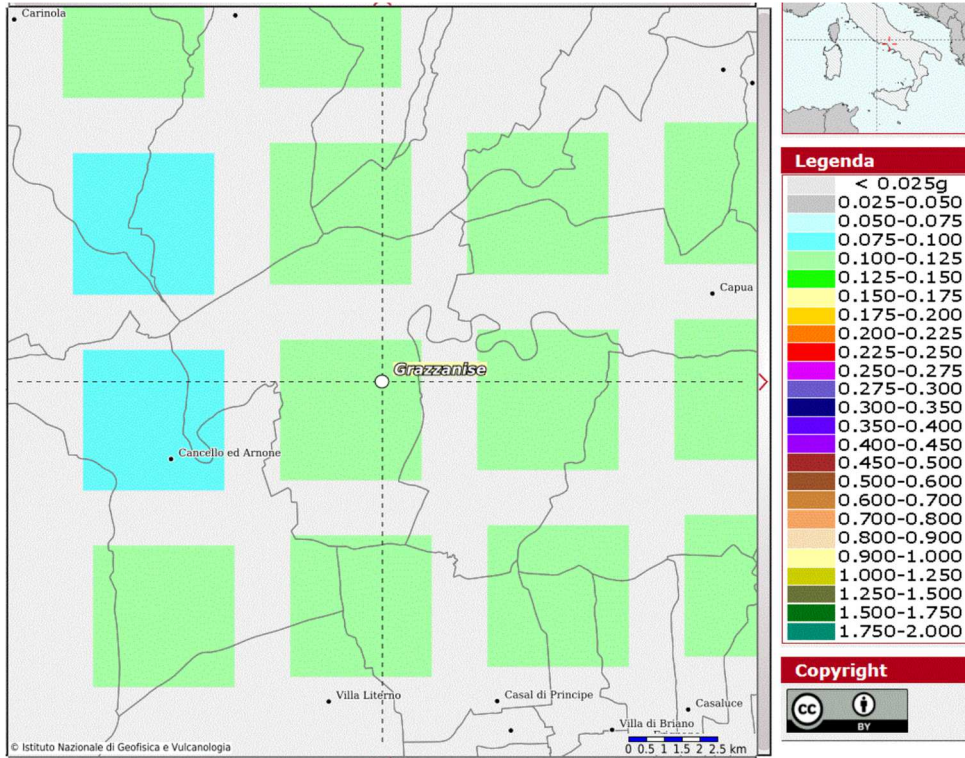 Carinola
Capua
Grazzanise
Cancello ed Arnone
Villa Literno
Casal di Principe
Casaluce
Villa di Briano
0 0.5 1 1.5 2 2.5 km
© Istituto Nazionale di Geofisica e Vulcanologia
Legenda
< 0.025g
0.025-0.050
0.050-0.075
0.075-0.100
0.100-0.125
0.125-0.150
0.150-0.175
0.175-0.200
0.200-0.225
0.225-0.250
0.250-0.275
0.275-0.300
0.300-0.350
0.350-0.400
0.400-0.450
0.450-0.500
0.500-0.600
0.600-0.700
0.700-0.800
0.800-0.900
0.900-1.000
1.000-1.250
1.250-1.500
1.500-1.750
1.750-2.000
Copyright
cc
BY